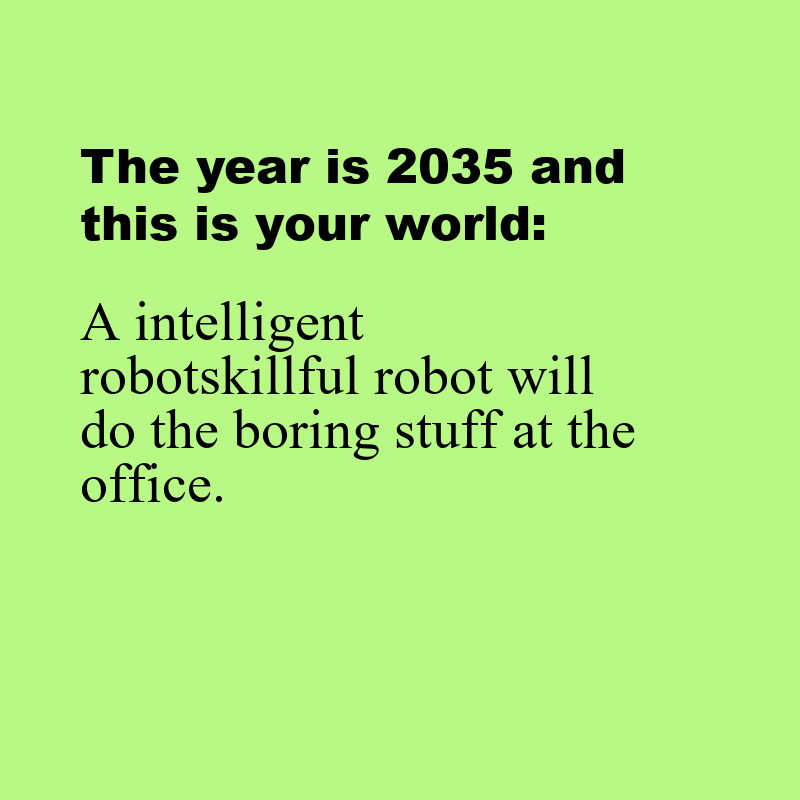 The year is 2035 and
this is your world:
A intelligent
robotskillful robot will
do the boring stuff at the
office.